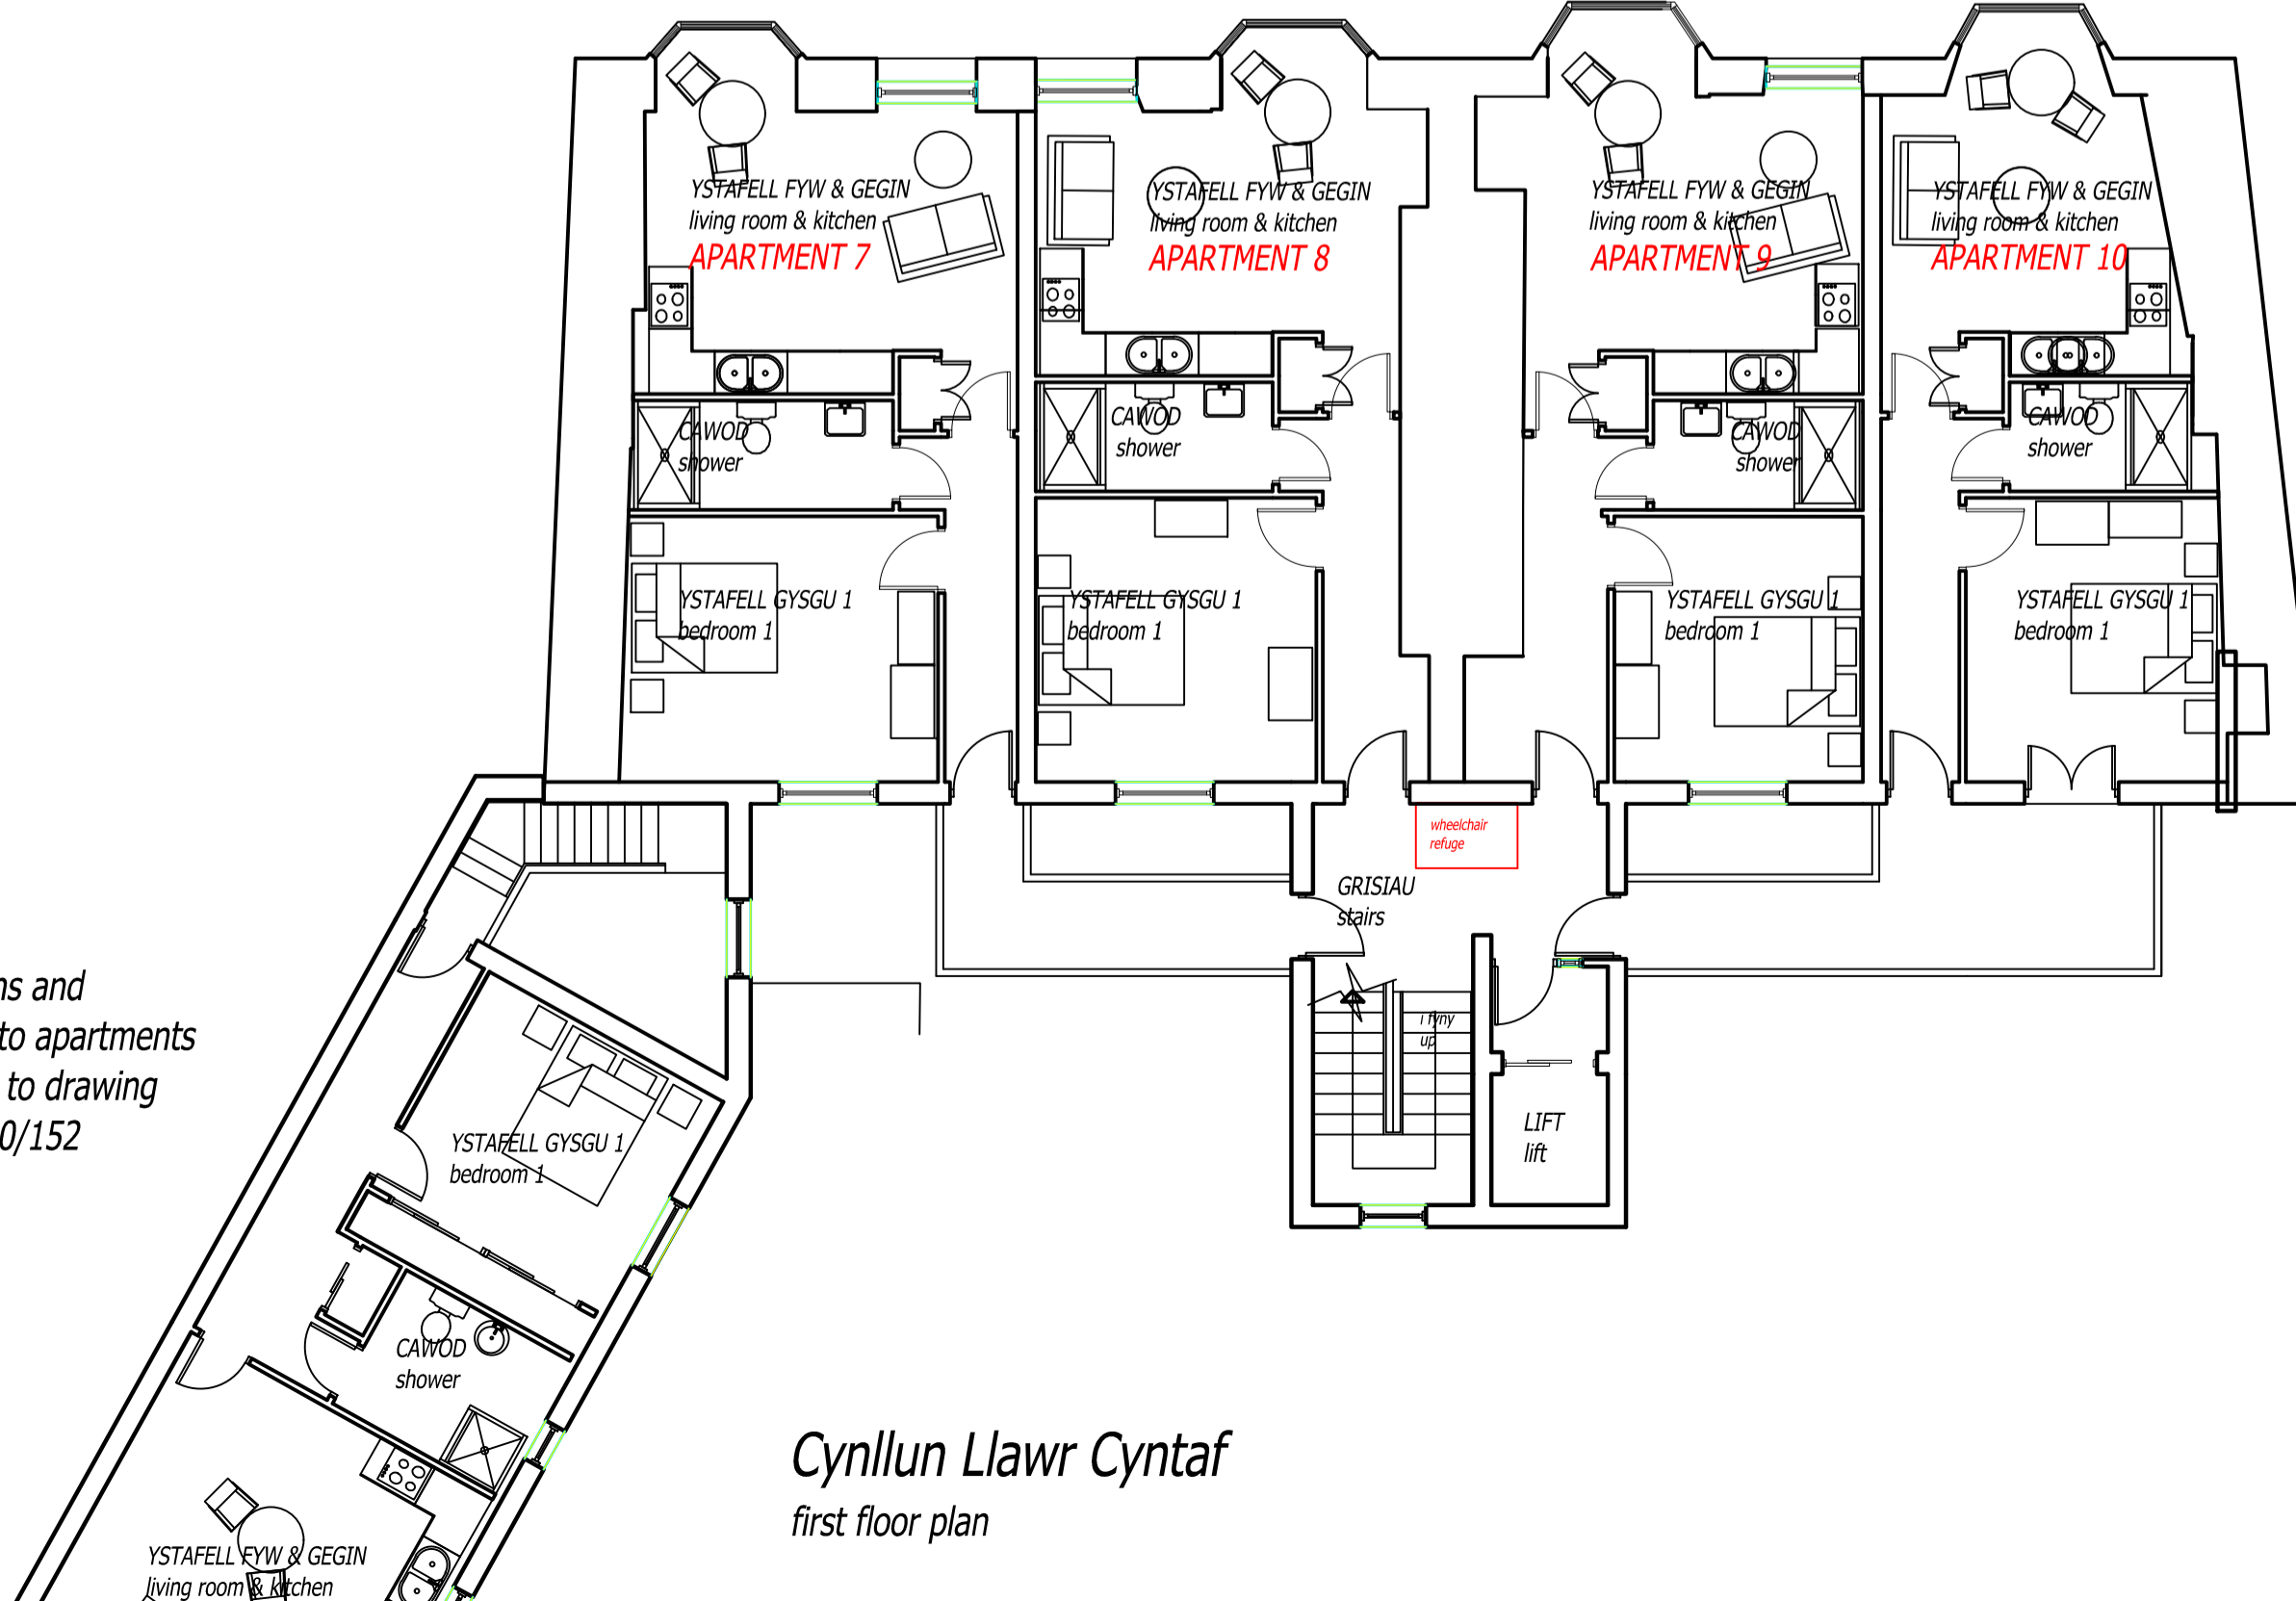 YSTAFELL FYW & GEGIN
living room & kitchen
APARTMENT 7
YSTAFELL FYW & GEGIN
living room & kitchen
APARTMENT 8
YSTAFELL FYW & GEGIN
living room & kitchen
APARTMENT 9
YSTAFELL FYW & GEGIN
living room & kitchen
APARTMENT 10
CAWOD
shower
CAWOD
shower
CAWOD
shower
CAWOD
shower
YSTAFELL GYSGU 1
bedroom 1
YSTAFELL GYSGU 1
bedroom 1
YSTAFELL GYSGU 1
bedroom 1
YSTAFELL GYSGU 1
bedroom 1
wheelchair
refuge
GRISIAU
stairs
i fyny
up
LIFT
lift
and
to apartments
to drawing
0/152
YSTAFELL GYSGU 1
bedroom 1
CAWOD
shower
YSTAFELL FYW & GEGIN
living room & kitchen
Cynllun Llawr Cyntaf
first floor plan